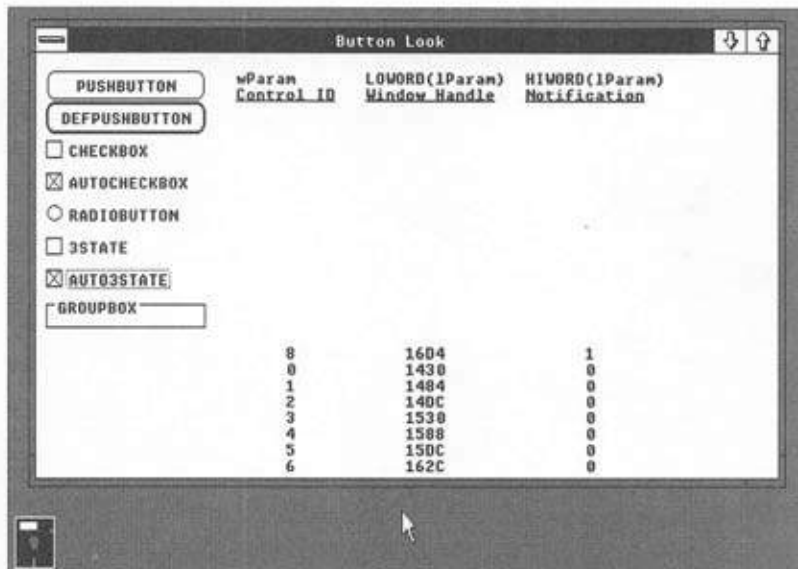 Button Look
PUSHBUTTON
DEFPUSHBUTTON
CHECKBOX
AUTOCHECKBOX
RADIOBUTTON
3STATE
AUTO3STATE
GROUPBOX
wParam LOWORD(lParam) HIWORD(lParam)
Control ID Window Handle Notification
8 16D4 1
0 1430 0
1 1484 0
2 14DC 0
3 1530 0
4 1588 0
5 15DC 0
6 162C 0